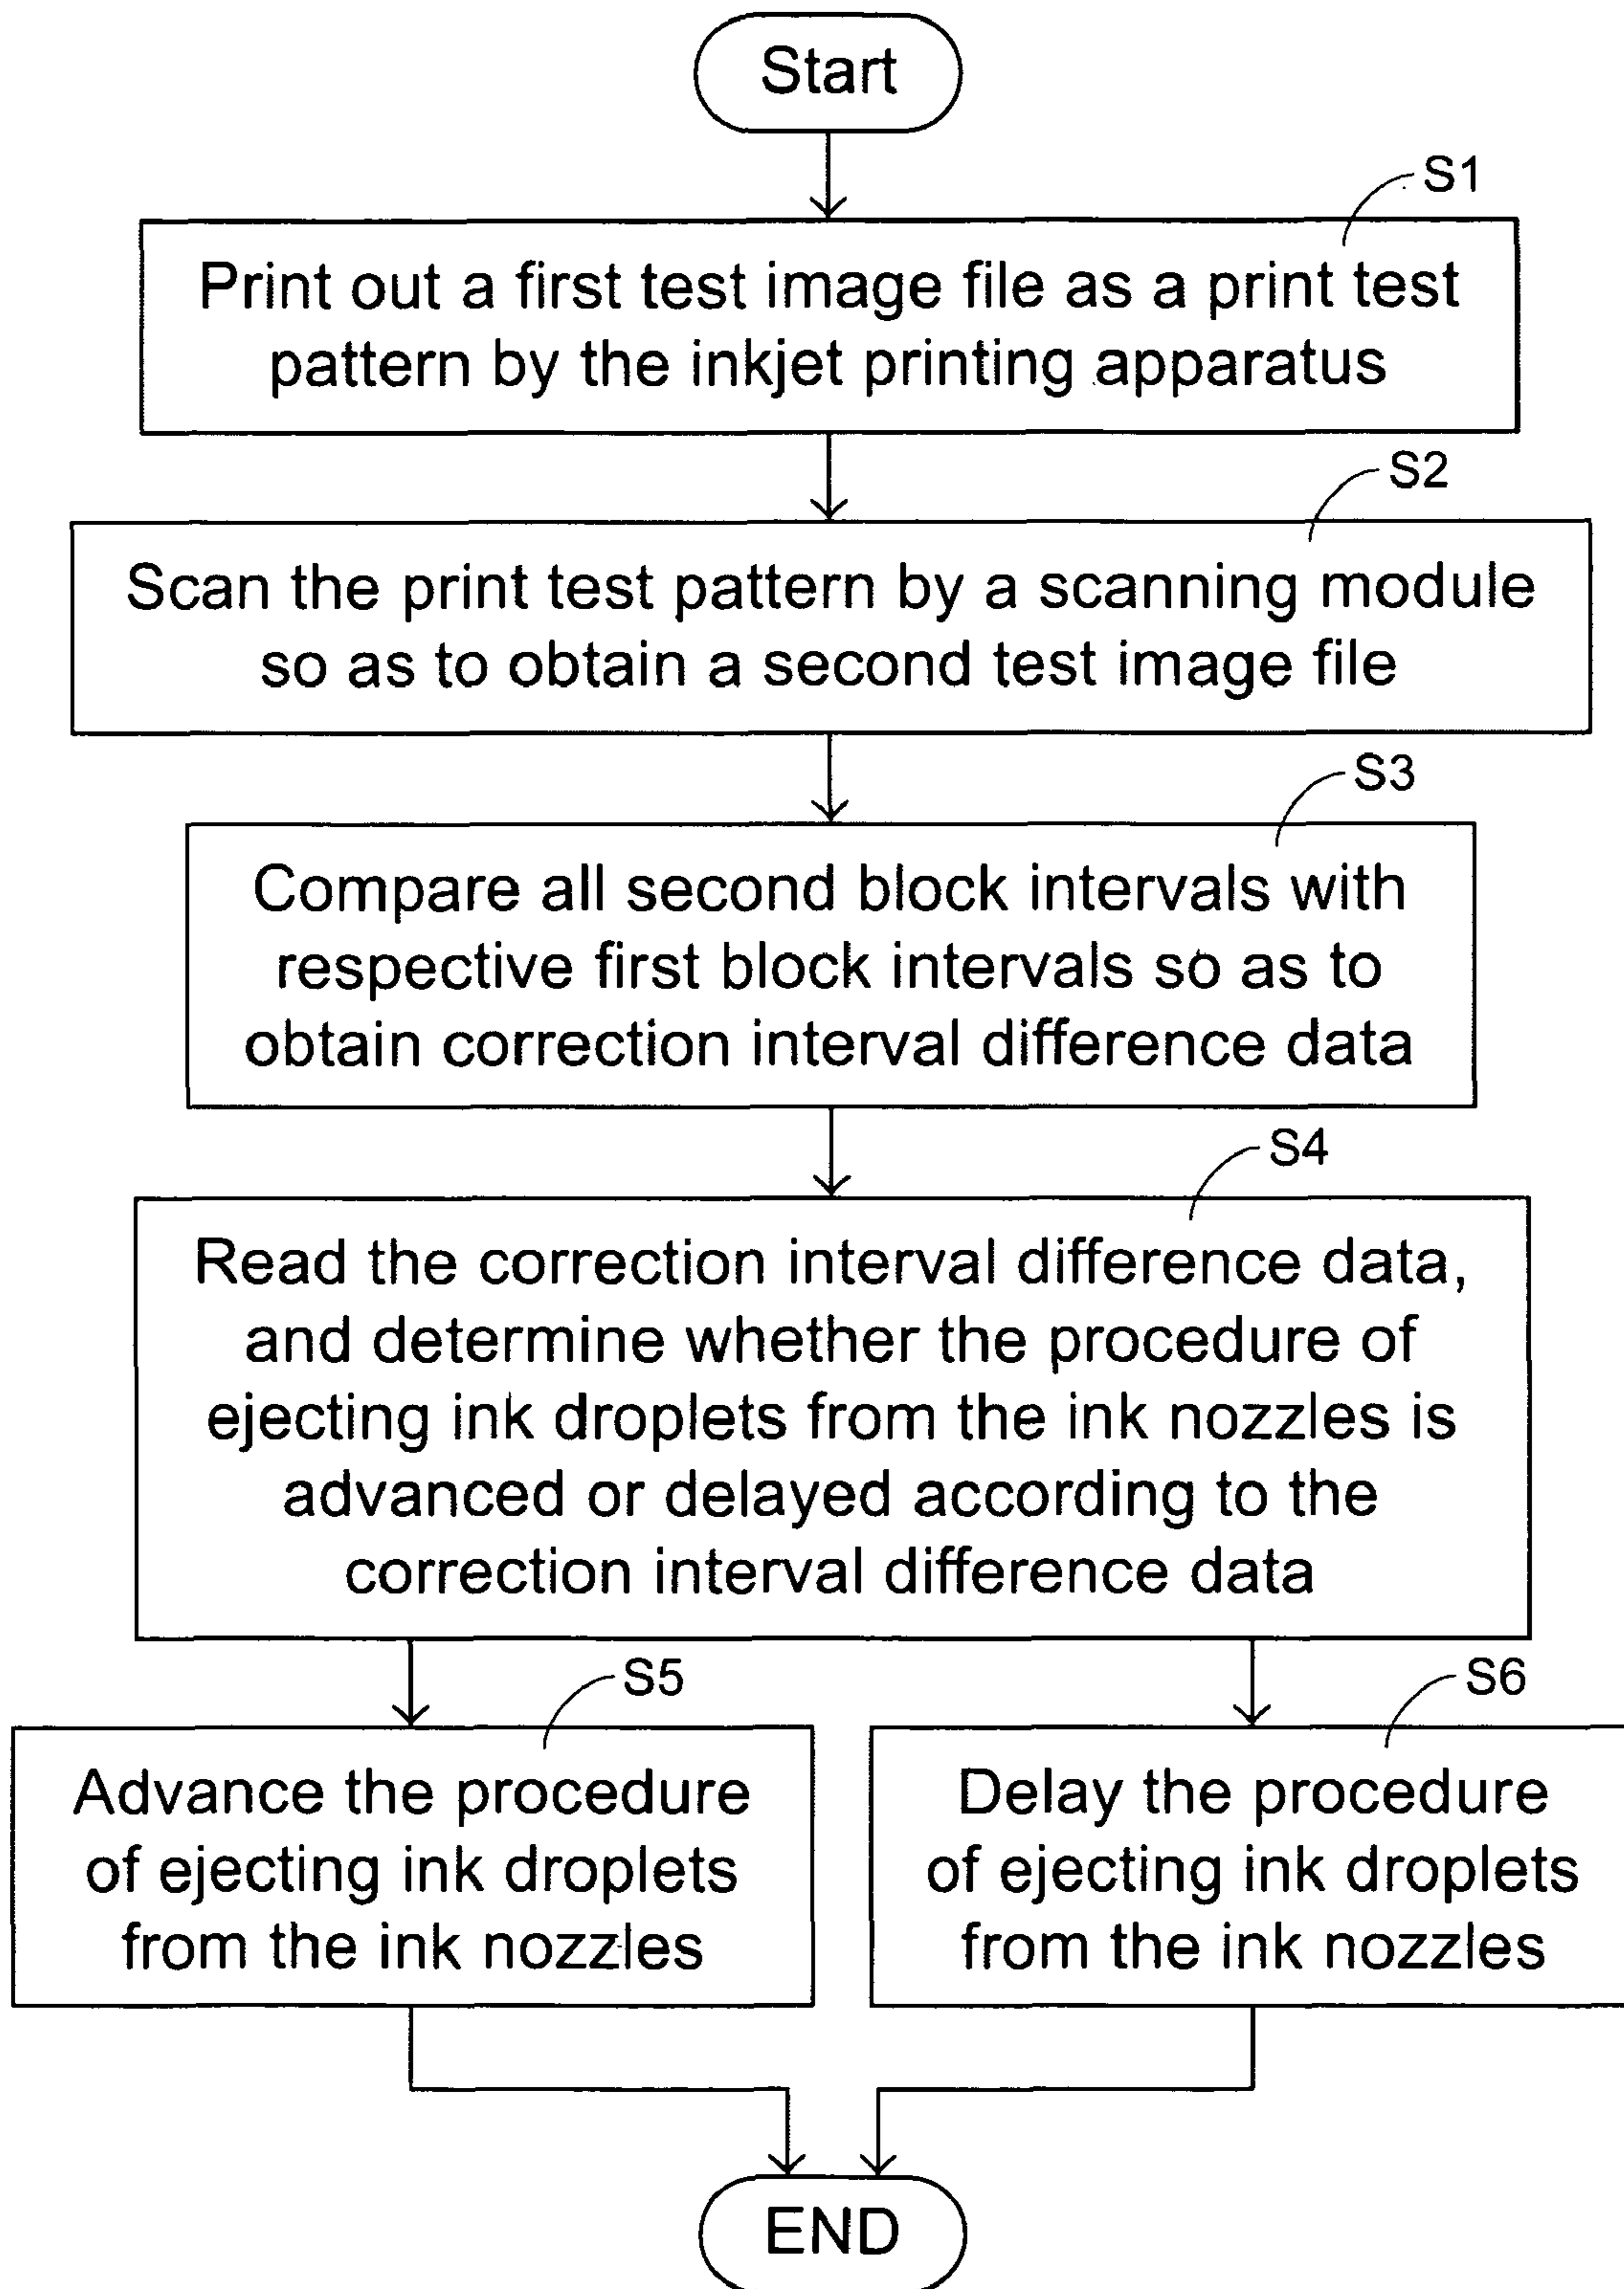 Start
S1
Print out a first test image file as a print test
pattern by the inkjet printing apparatus
S2
Scan the print test pattern by a scanning module
so as to obtain a second test image file
S3
Compare all second block intervals with
respective first block intervals so as to
obtain correction interval difference data
S4
Read the correction interval difference data,
and determine whether the procedure of
ejecting ink droplets from the ink nozzles is
advanced or delayed according to the
correction interval difference data
S5
Advance the procedure
of ejecting ink droplets
from the ink nozzles
S6
Delay the procedure
of ejecting ink droplets
from the ink nozzles
END